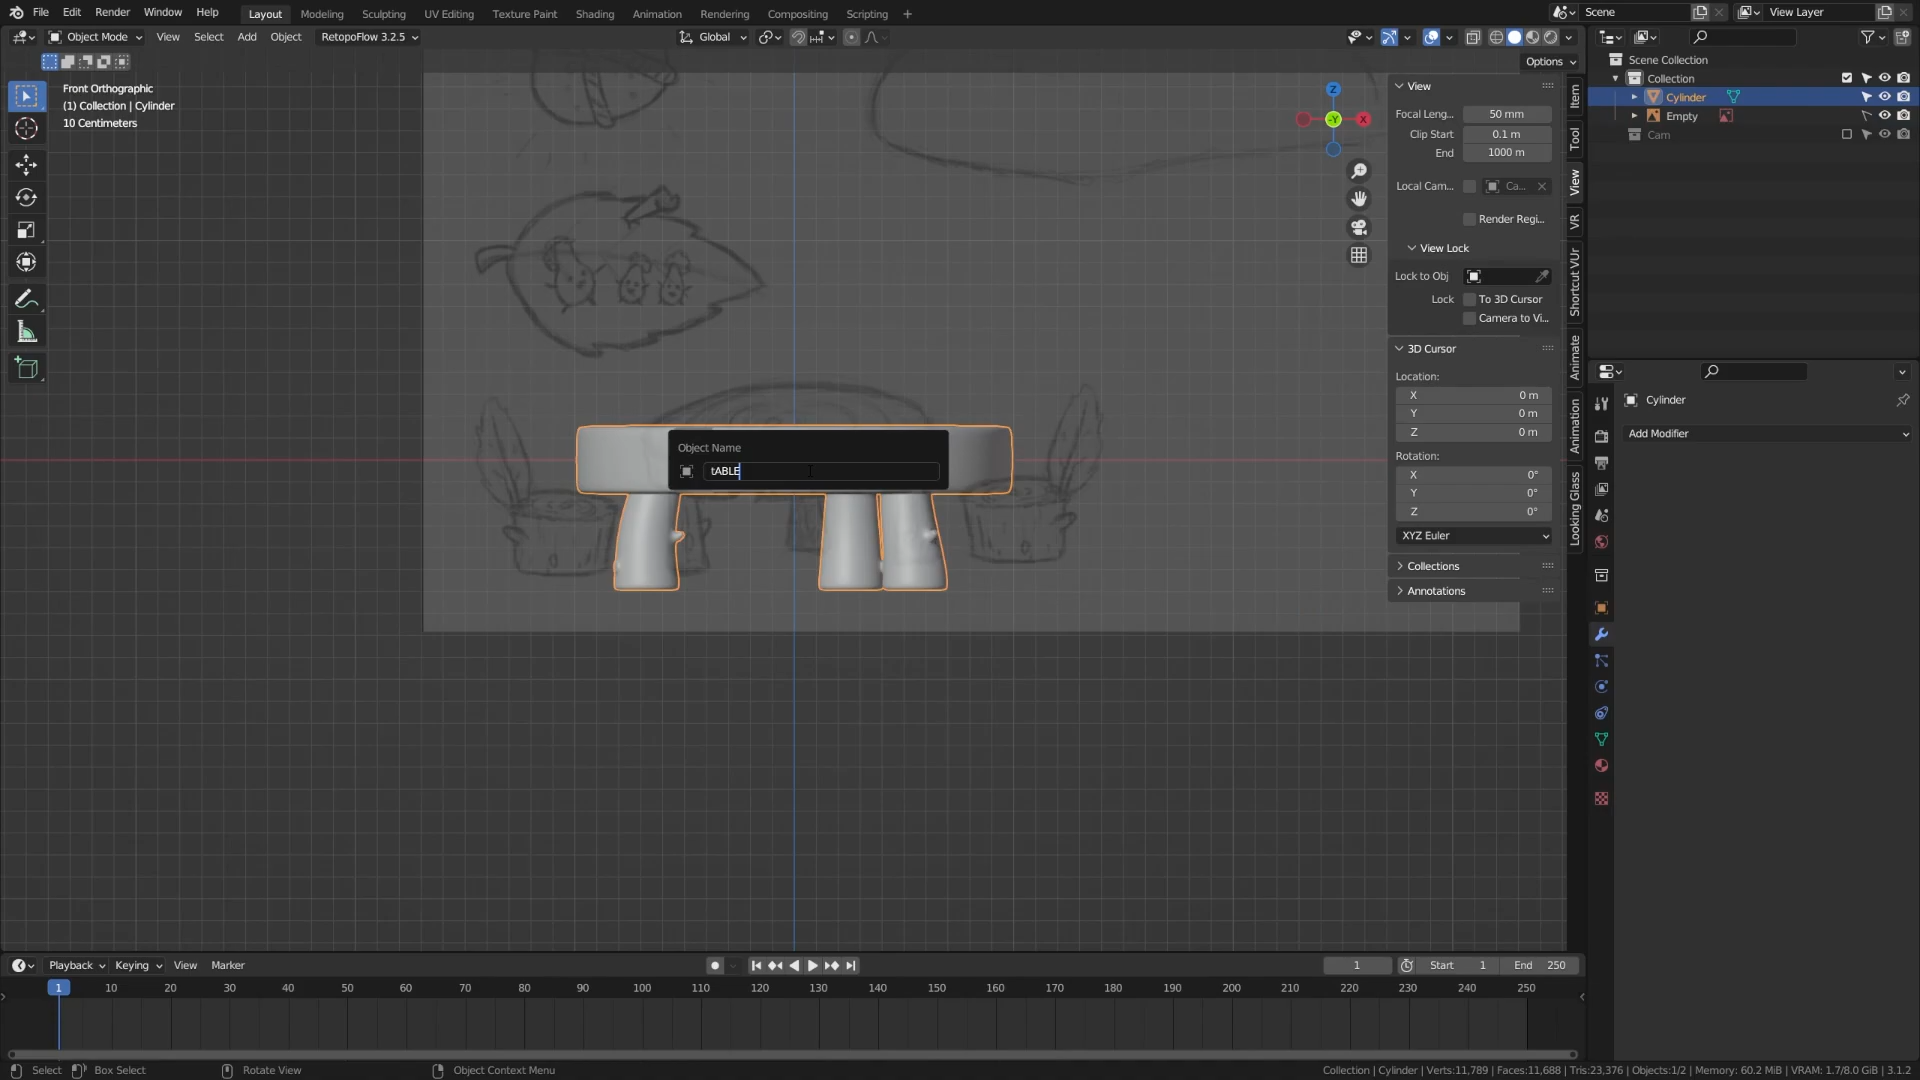 File Edit Render Window Help Layout Modeling Sculpting UV Editing Texture Paint Shading Animation Rendering Compositing Scripting + Scene View Layer
Object Mode View Select Add Object RetopoFlow 3.2.5 Global
Options
Front Orthographic
(1) Collection | Cylinder
10 Centimeters
Z
-Y
X
View
Focal Leng... 50 mm
Clip Start 0.1 m
End 1000 m
Local Cam... Ca...
Render Regi...
View Lock
Lock to Obj
Lock To 3D Cursor
Camera to Vi...
3D Cursor
Location:
X 0 m
Y 0 m
Z 0 m
Rotation:
X 0°
Y 0°
Z 0°
XYZ Euler
Collections
Annotations
Item
Tool
View
VR
Shortcut VUr
Animate
Animation
Looking Glass
Scene Collection
Collection
Cylinder
Empty
Cam
Cylinder
Add Modifier
Object Name
tABLE
Playback Keying View Marker 1 Start 1 End 250
1 10 20 30 40 50 60 70 80 90 100 110 120 130 140 150 160 170 180 190 200 210 220 230 240 250
Select Box Select Rotate View Object Context Menu Collection | Cylinder | Verts:11,789 | Faces:11,688 | Tris:23,376 | Objects:1/2 | Memory: 60.2 MiB | VRAM: 1.7/8.0 GiB | 3.1.2